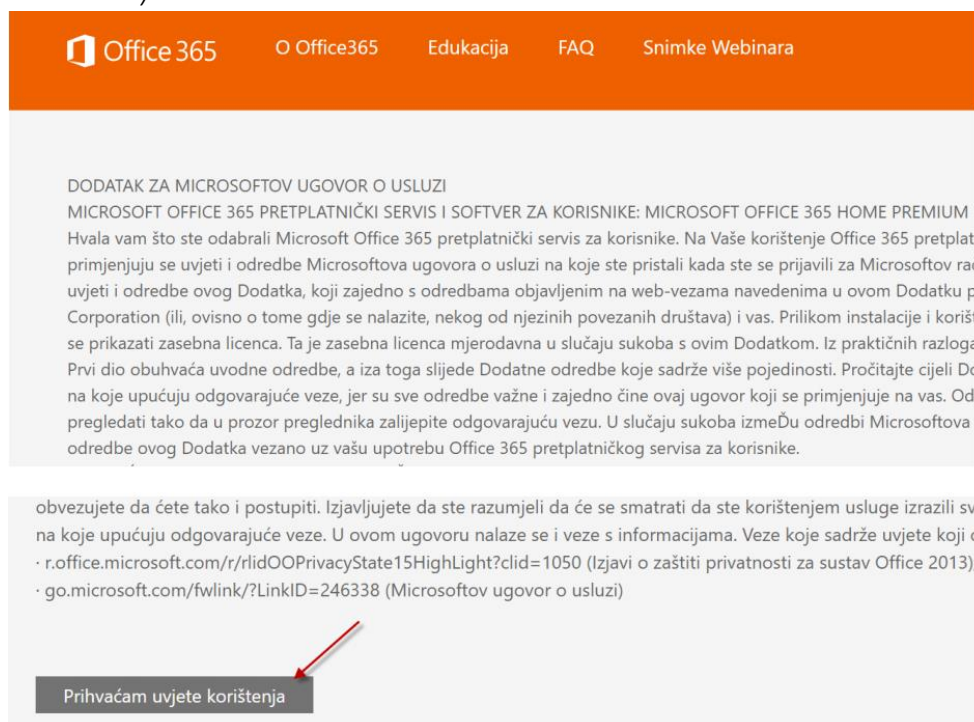 Office 365 O Office365 Edukacija FAQ Snimke Webinara
DODATAK ZA MICROSOFTOV UGOVOR O USLUZI
MICROSOFT OFFICE 365 PRETPLATNIČKI SERVIS I SOFTVER ZA KORISNIKE: MICROSOFT OFFICE 365 HOME PREMIUM
Hvala vam što ste odabrali Microsoft Office 365 pretplatnički servis za korisnike. Na Vaše korištenje Office 365 pretplat
primjenjuju se uvjeti i odredbe Microsoftova ugovora o usluzi na koje ste pristali kada ste se prijavili za Microsoftov rač
uvjeti i odredbe ovog Dodatka, koji zajedno s odredbama objavljenim na web-vezama navedenima u ovom Dodatku p
Corporation (ili, ovisno o tome gdje se nalazite, nekog od njezinih povezanih društava) i vas. Prilikom instalacije i korišt
se prikazati zasebna licenca. Ta je zasebna licenca mjerodavna u slučaju sukoba s ovim Dodatkom. Iz praktičnih razloga
Prvi dio obuhvaća uvodne odredbe, a iza toga slijede Dodatne odredbe koje sadrže više pojedinosti. Pročitajte cijeli Do
na koje upućuju odgovarajuće veze, jer su sve odredbe važne i zajedno čine ovaj ugovor koji se primjenjuje na vas. Od
pregledati tako da u prozor preglednika zalijepite odgovarajuću vezu. U slučaju sukoba izmeĐu odredbi Microsoftova
odredbe ovog Dodatka vezano uz vašu upotrebu Office 365 pretplatničkog servisa za korisnike.
obvezujete da ćete tako i postupiti. Izjavljujete da ste razumjeli da će se smatrati da ste korištenjem usluge izrazili sv
na koje upućuju odgovarajuće veze. U ovom ugovoru nalaze se i veze s informacijama. Veze koje sadrže uvjete koji
· r.office.microsoft.com/r/rlidOOPrivacyState15HighLight?clid=1050 (Izjavi o zaštiti privatnosti za sustav Office 2013)
· go.microsoft.com/fwlink/?LinkID=246338 (Microsoftov ugovor o usluzi)
Prihvaćam uvjete korištenja